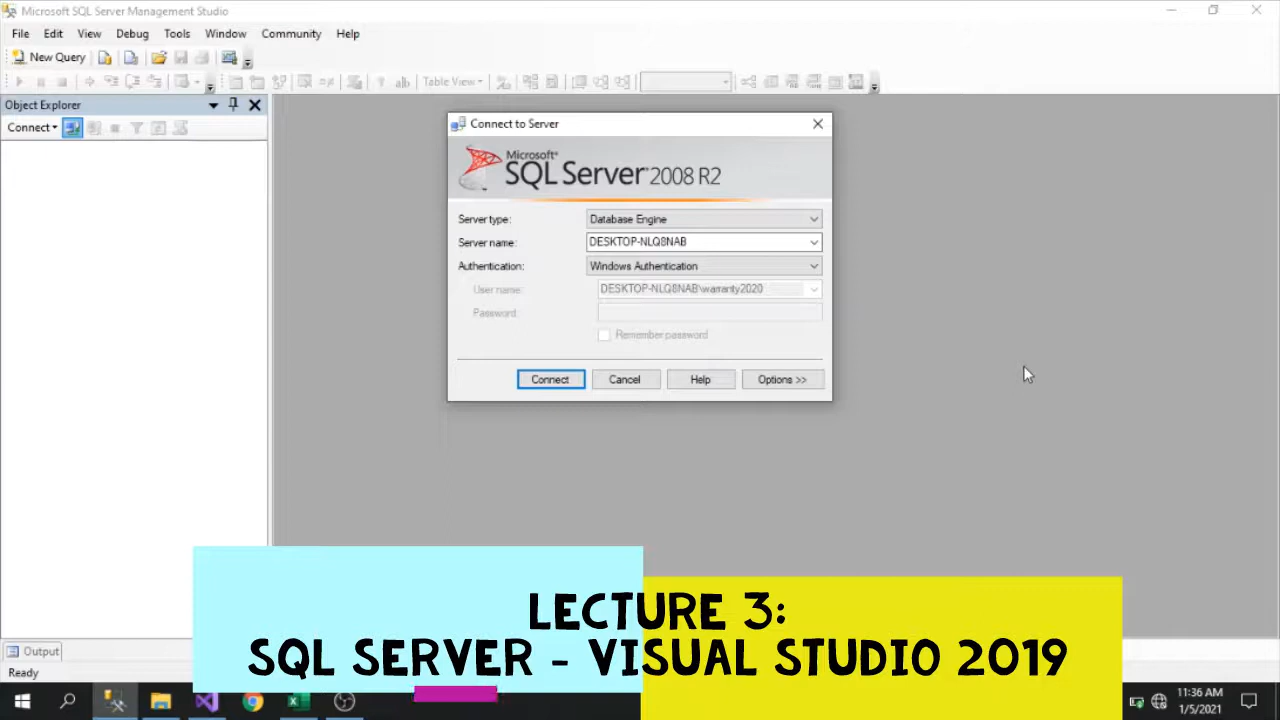 Microsoft SQL Server Management Studio
File Edit View Debug Tools Window Community Help
New Query
Table View
Object Explorer
Connect
Connect to Server
Microsoft®
SQL Server 2008 R2
Server type: Database Engine
Server name: DESKTOP-NLQ8NAB
Authentication: Windows Authentication
User name: DESKTOP-NLQ8NAB\warranty2020
Password:
Remember password
Connect Cancel Help Options >>
LECTURE 3:
SQL SERVER - VISUAL STUDIO 2019
Output
Ready
11:36 AM
1/5/2021